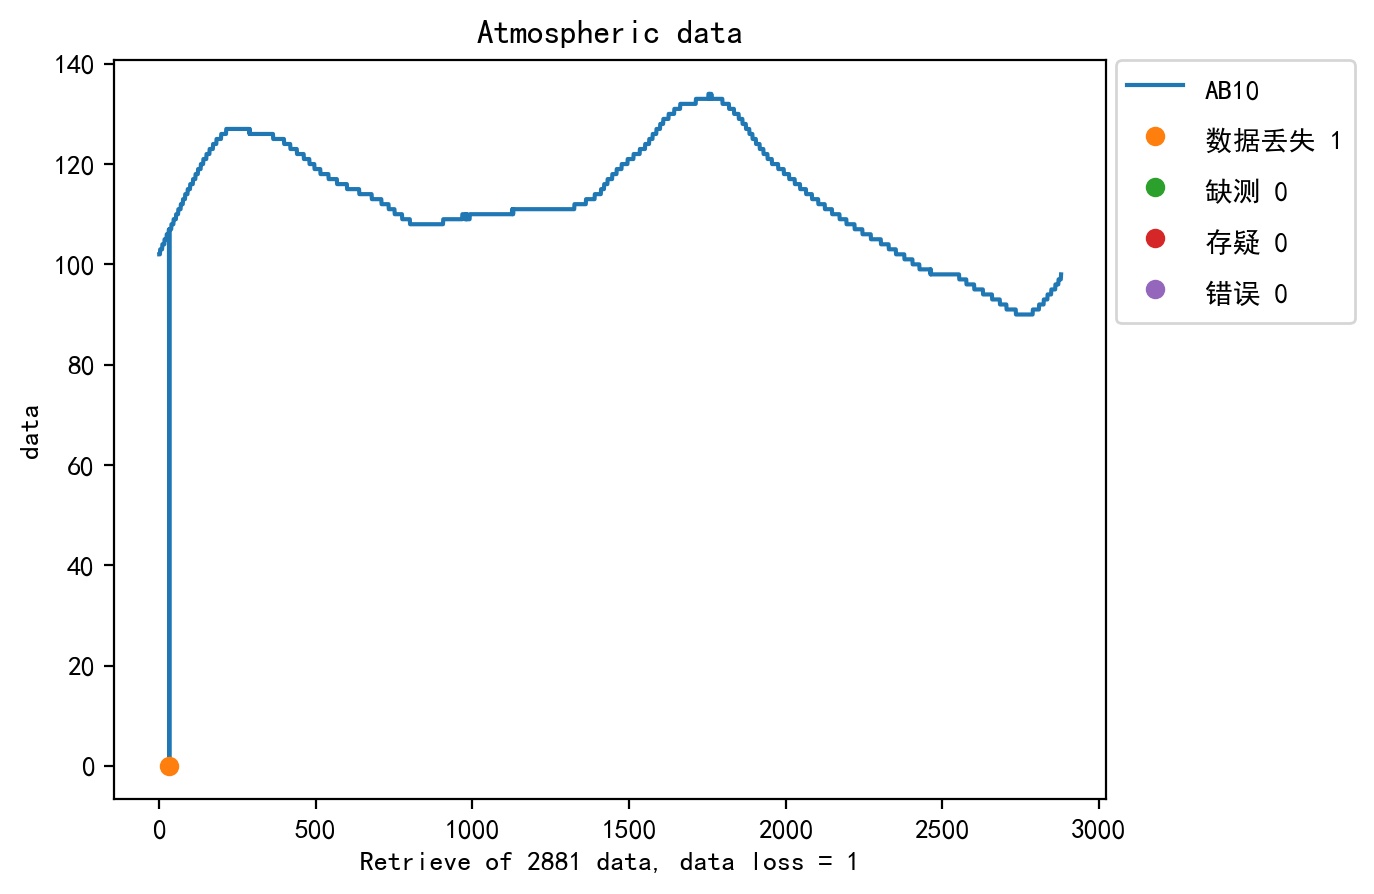 Atmospheric data
140
120
100
80
60
40
20
0
data
0 500 1000 1500 2000 2500 3000
Retrieve of 2881 data, data loss = 1
AB10
数据丢失 1
缺测 0
存疑 0
错误 0